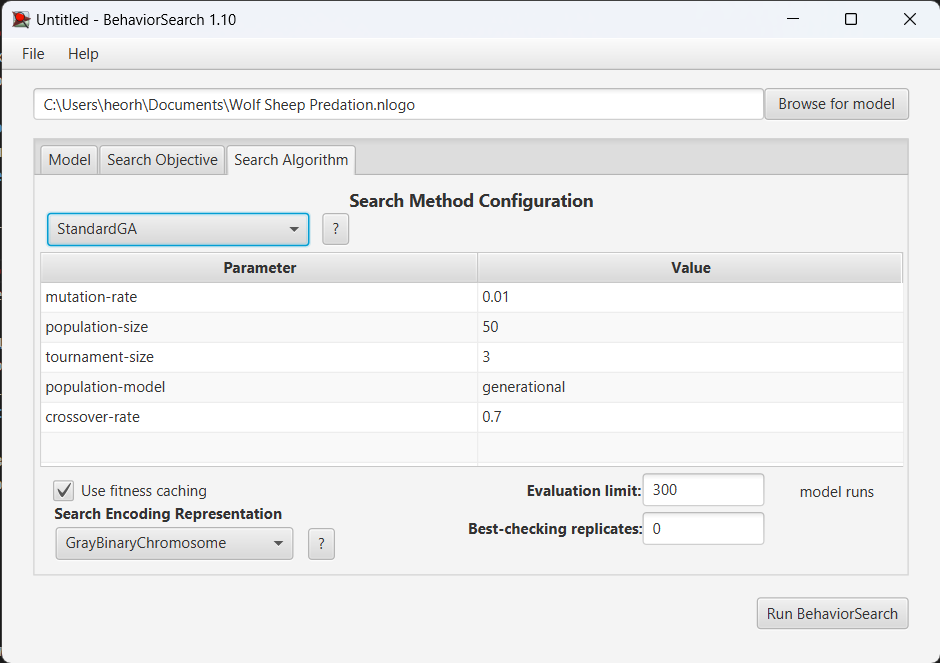 Untitled - BehaviorSearch 1.10
File Help
C:\Users\heorh\Documents\Wolf Sheep Predation.nlogo Browse for model
Model Search Objective Search Algorithm
Search Method Configuration
StandardGA ?
Parameter Value
mutation-rate 0.01
population-size 50
tournament-size 3
population-model generational
crossover-rate 0.7
Use fitness caching Evaluation limit: 300 model runs
Search Encoding Representation
Best-checking replicates: 0
GrayBinaryChromosome ?
Run BehaviorSearch